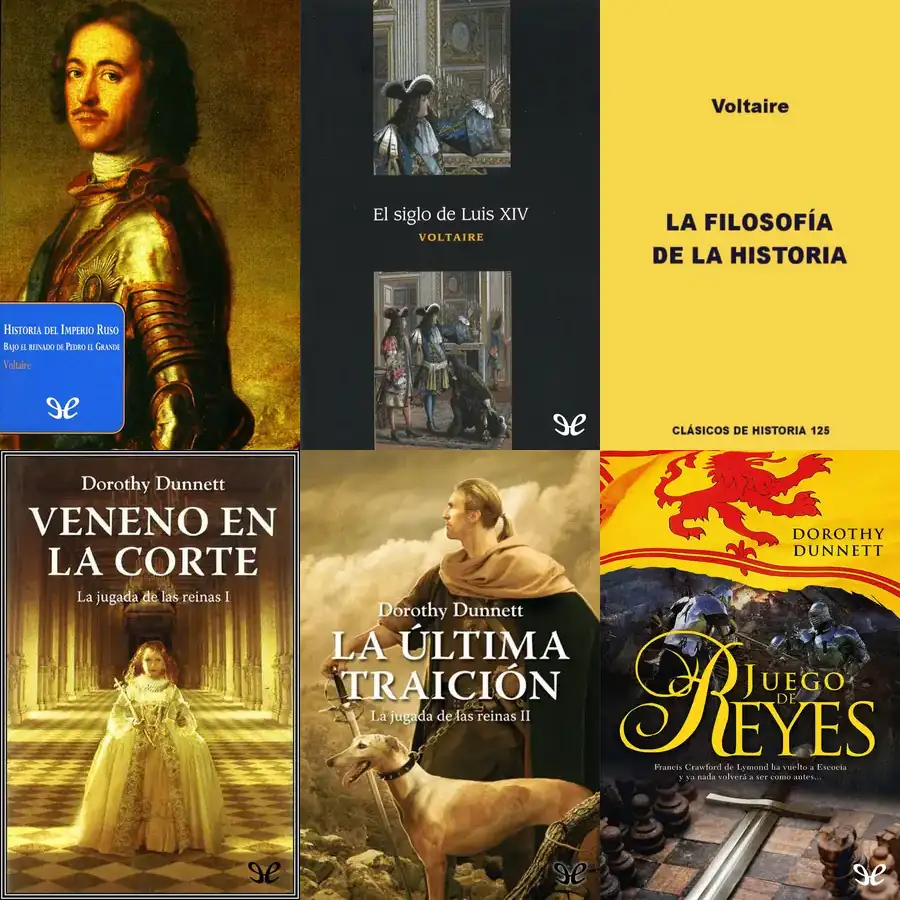 HISTORIA DEL IMPERIO RUSO
BAJO EL REINADO DE PEDRO EL GRANDE
Voltaire
El siglo de Luis XIV
VOLTAIRE
Voltaire
LA FILOSOFÍA
DE LA HISTORIA
CLÁSICOS DE HISTORIA 125
Dorothy Dunnett
VENENO EN
LA CORTE
La jugada de las reinas I
Dorothy Dunnett
LA ÚLTIMA
TRAICIÓN
La jugada de las reinas II
DOROTHY
DUNNETT
JUEGO
DE
REYES
Francis Crawford de Lymond ha vuelto a Escocia
y ya nada volverá a ser como antes...